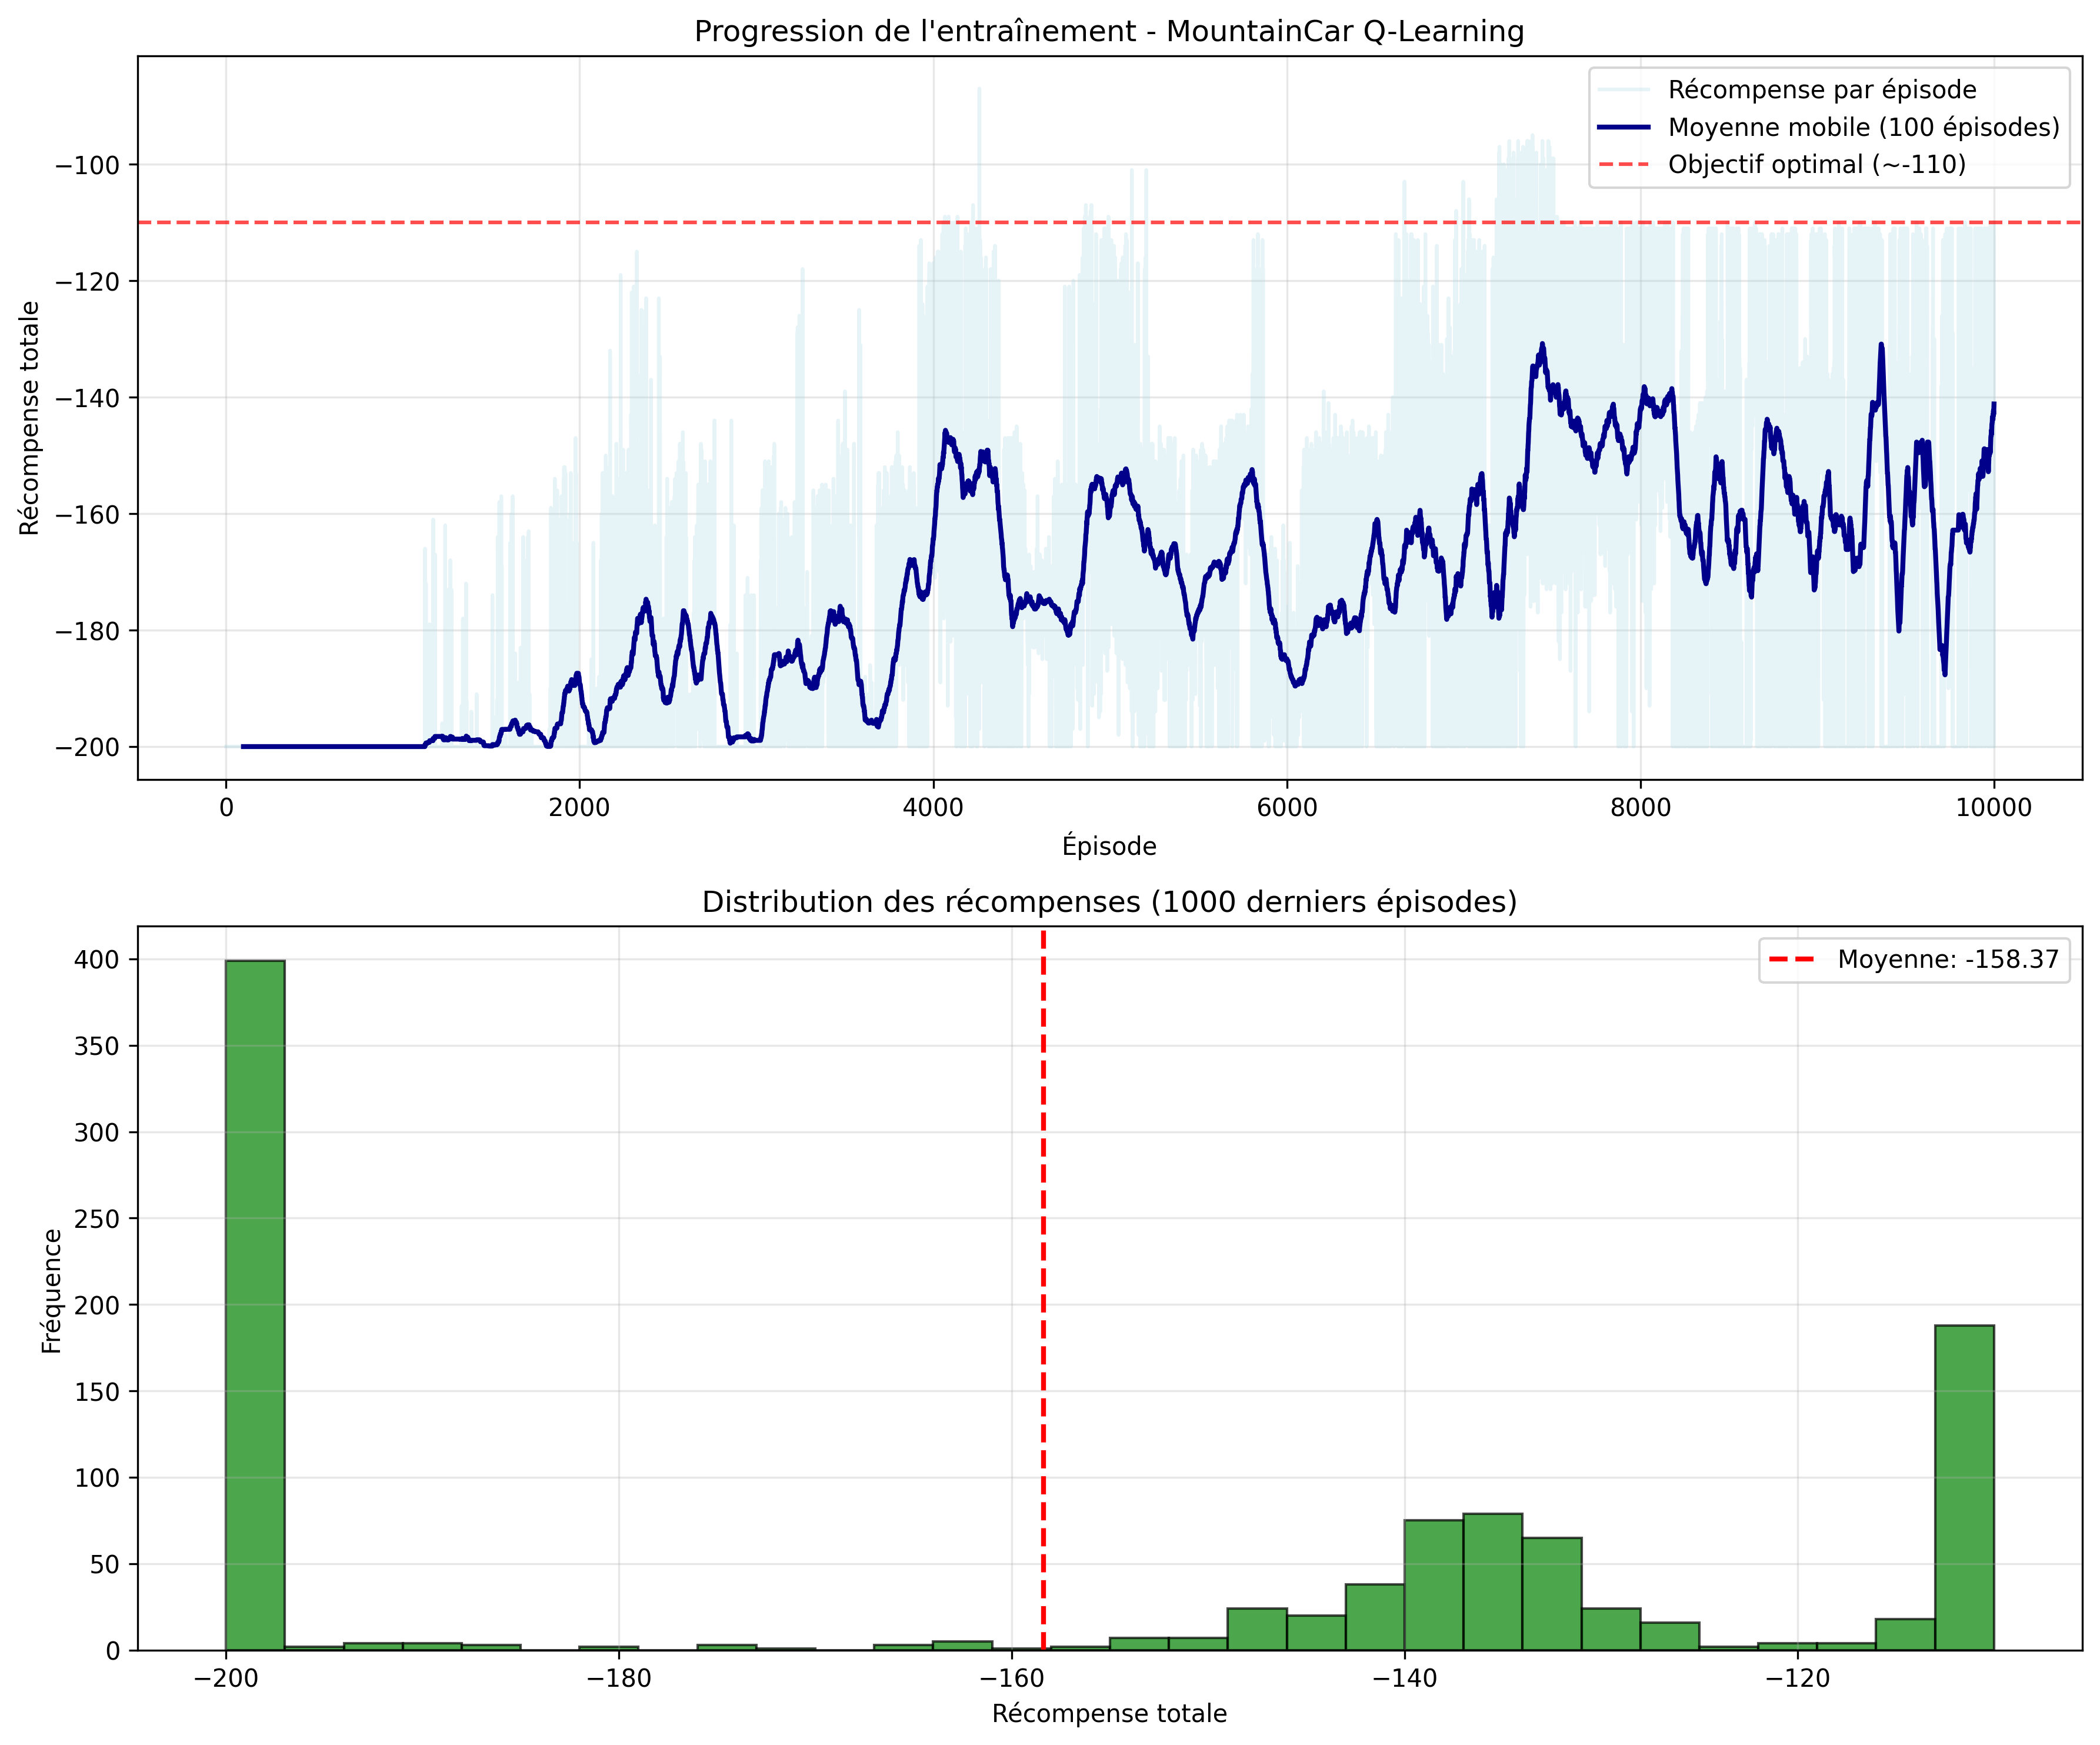 Progression de l'entraînement - MountainCar Q-Learning
Récompense par épisode
Moyenne mobile (100 épisodes)
Objectif optimal (~-110)
−100
−120
−140
−160
−180
−200
Récompense totale
0 2000 4000 6000 8000 10000
Épisode
Distribution des récompenses (1000 derniers épisodes)
Moyenne: -158.37
400
350
300
250
200
150
100
50
0
Fréquence
−200 −180 −160 −140 −120
Récompense totale